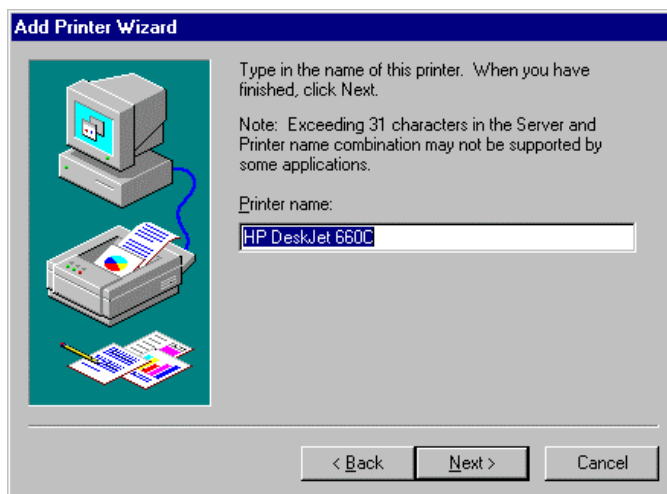 Add Printer Wizard
Type in the name of this printer. When you have
finished, click Next.
Note: Exceeding 31 characters in the Server and
Printer name combination may not be supported by
some applications.
Printer name:
HP DeskJet 660C
< Back
Next >
Cancel